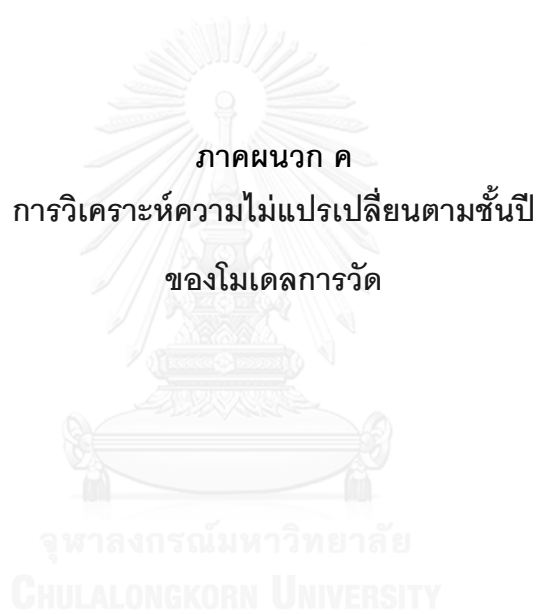 ภาคผนวก ค
การวิเคราะห์ความไม่แปรเปลี่ยนตามชั้นปี
ของโมเดลการวัด
จุฬาลงกรณ์มหาวิทยาลัย
CHULALONGKORN UNIVERSITY